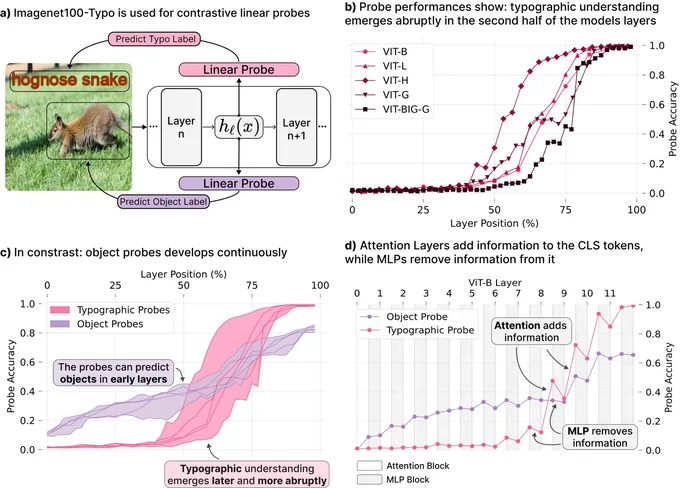 a) Imagenet100-Typo is used for contrastive linear probes
Predict Typo Label
hognose snake
Linear Probe
Layer
n
hℓ(x)
Layer
n+1
...
...
Linear Probe
Predict Object Label
b) Probe performances show: typographic understanding
emerges abruptly in the second half of the models layers
VIT-B
VIT-L
VIT-H
VIT-G
VIT-BIG-G
1.0
0.8
0.6
0.4
0.2
0.0
Probe Accuracy
0 25 50 75 100
Layer Position (%)
c) In constrast: object probes develops continuously
Layer Position (%)
0 25 50 75 100
Typographic Probes
Object Probes
1.0
0.8
0.6
0.4
0.2
0.0
Probe Accuracy
The probes can predict
objects in early layers
Typographic understanding
emerges later and more abruptly
d) Attention Layers add information to the CLS tokens,
while MLPs remove information from it
ViT-B Layer
0 1 2 3 4 5 6 7 8 9 10 11
Object Probe
Typographic Probe
Attention adds
information
MLP removes
information
1.0
0.8
0.6
0.4
0.2
0.0
Probe Accuracy
Attention Block
MLP Block